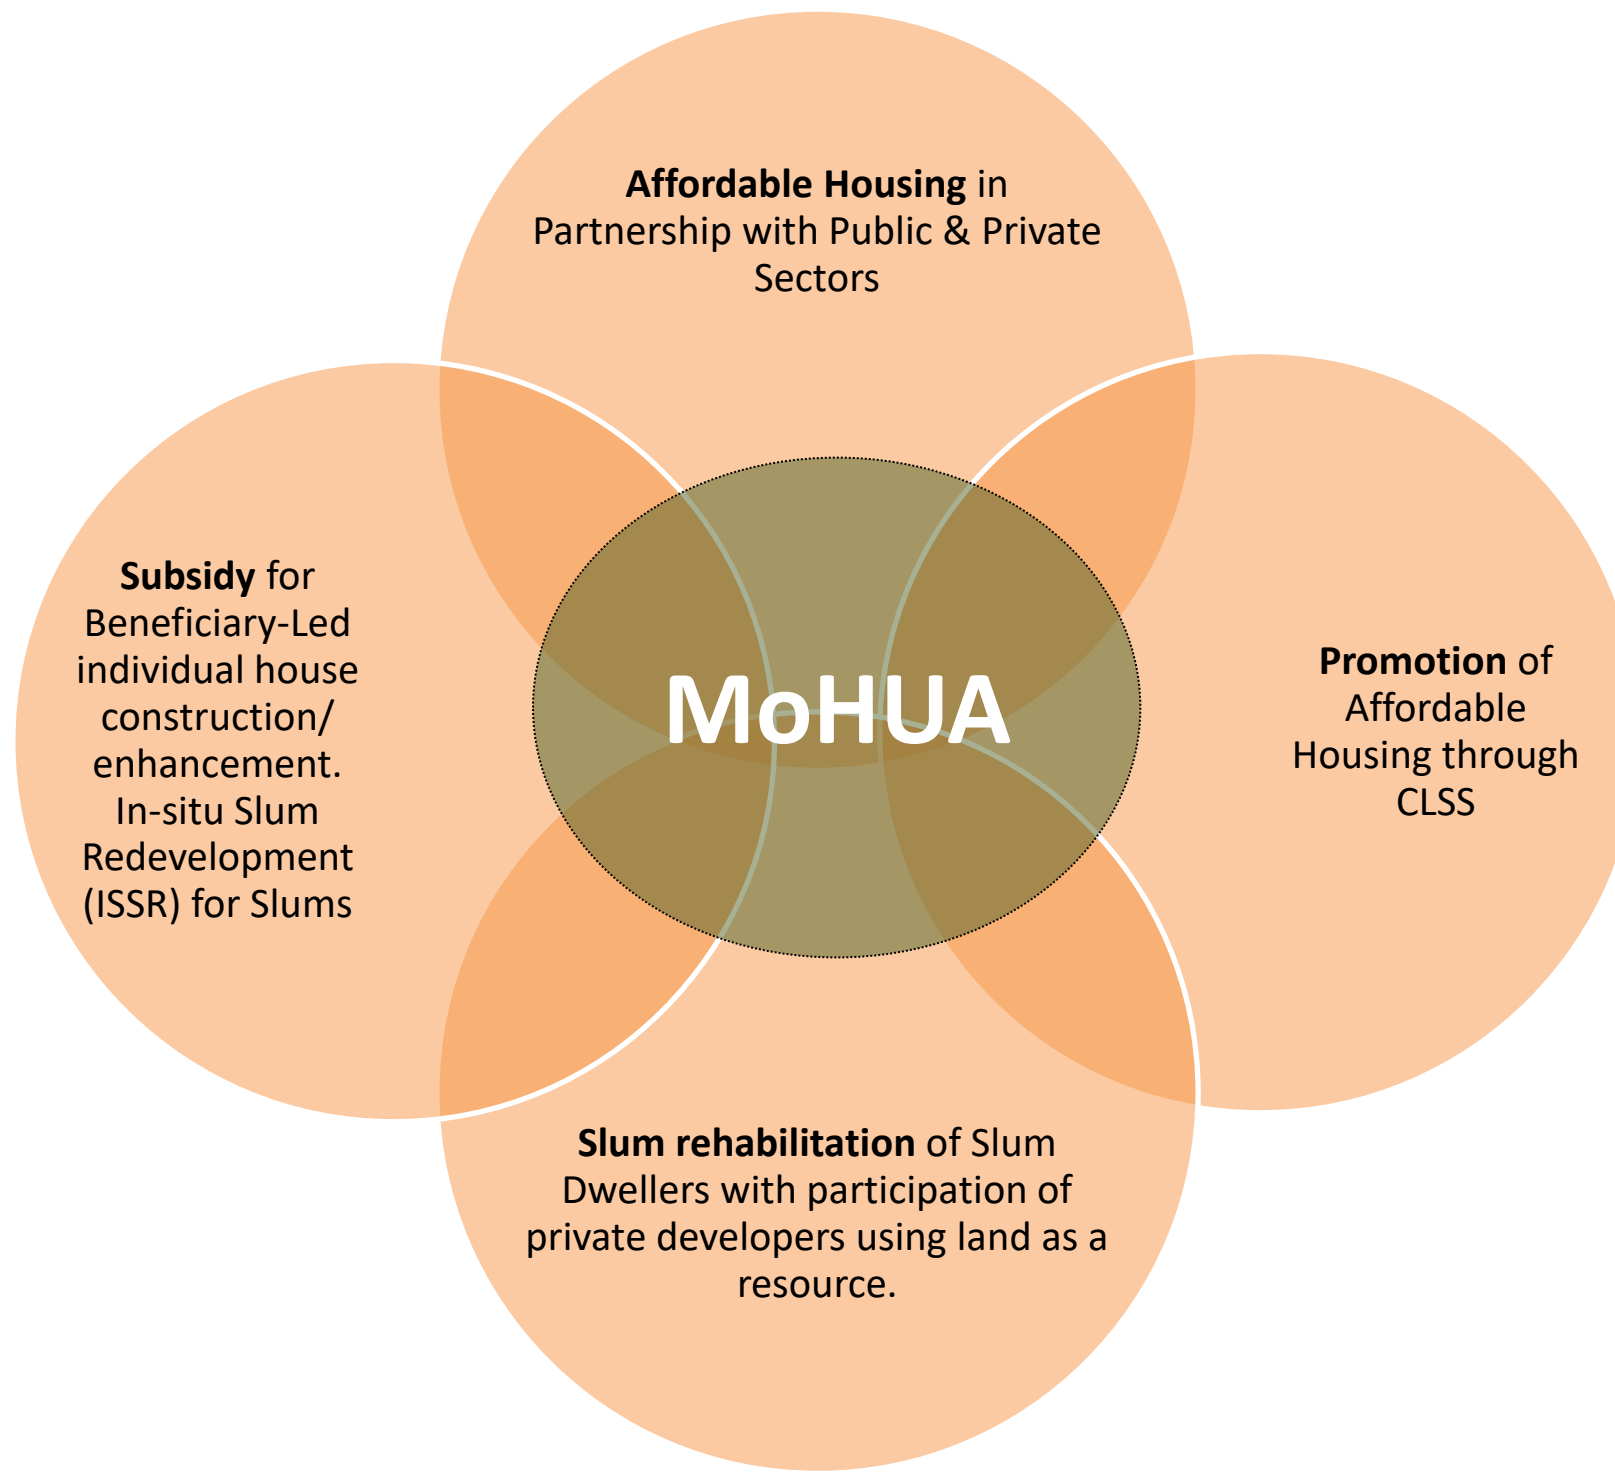 Affordable Housing in
Partnership with Public & Private
Sectors
Subsidy for
Beneficiary-Led
individual house
construction/
enhancement.
In-situ Slum
Redevelopment
(ISSR) for Slums
MoHUA
Promotion of
Affordable
Housing through
CLSS
Slum rehabilitation of Slum
Dwellers with participation of
private developers using land as a
resource.